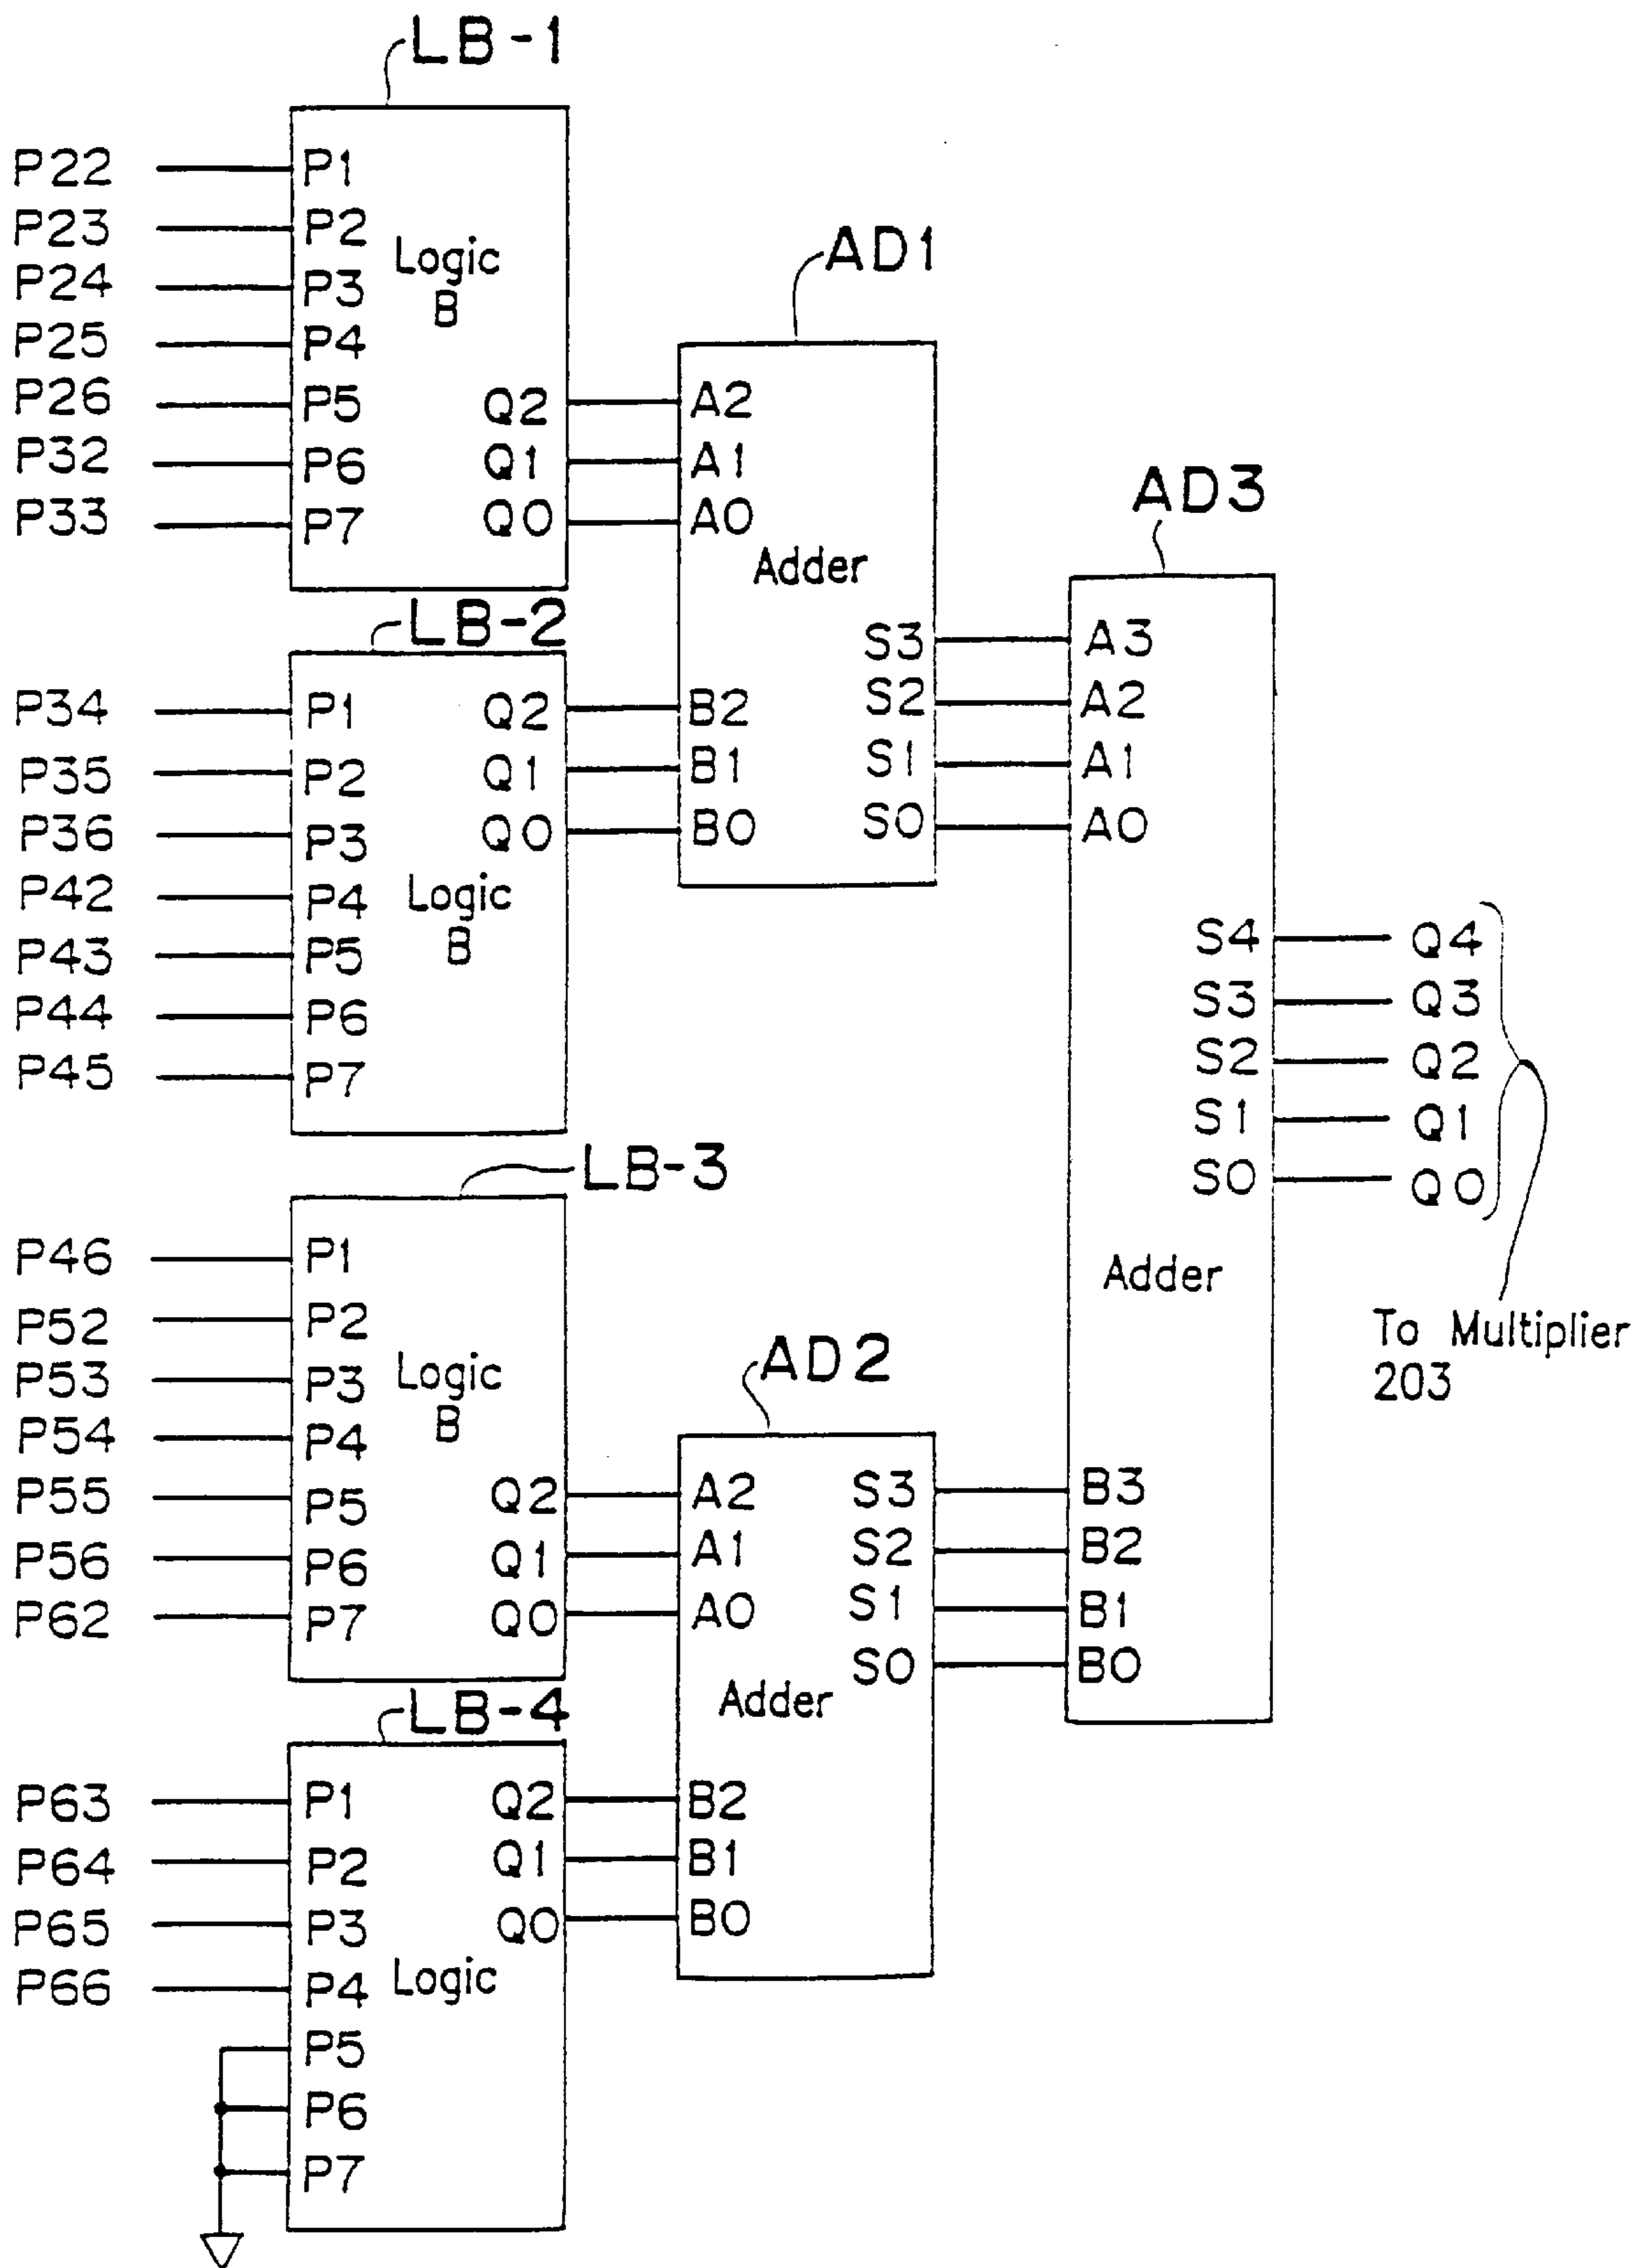 LB-1
P22 P1
P23 P2
Logic
B
P24 P3
P25 P4
P26 P5 Q2
P32 P6 Q1
P33 P7 Q0
AD1
A2
A1
A0
Adder
S3
S2
S1
S0
B2
B1
B0
LB-2
P34 P1 Q2
P35 P2 Q1
P36 P3 Q0
P42 P4
Logic
B
P43 P5
P44 P6
P45 P7
AD3
A3
A2
A1
A0
S4 Q4
S3 Q3
S2 Q2
S1 Q1
S0 Q0
Adder
To Multiplier
203
B3
B2
B1
B0
LB-3
P46 P1
P52 P2
P53 P3
Logic
B
P54 P4
P55 P5 Q2
P56 P6 Q1
P62 P7 Q0
AD2
A2 S3
A1 S2
A0 S1
S0
Adder
B2
B1
B0
LB-4
P63 P1 Q2
P64 P2 Q1
P65 P3 Q0
P66 P4
Logic
P5
P6
P7